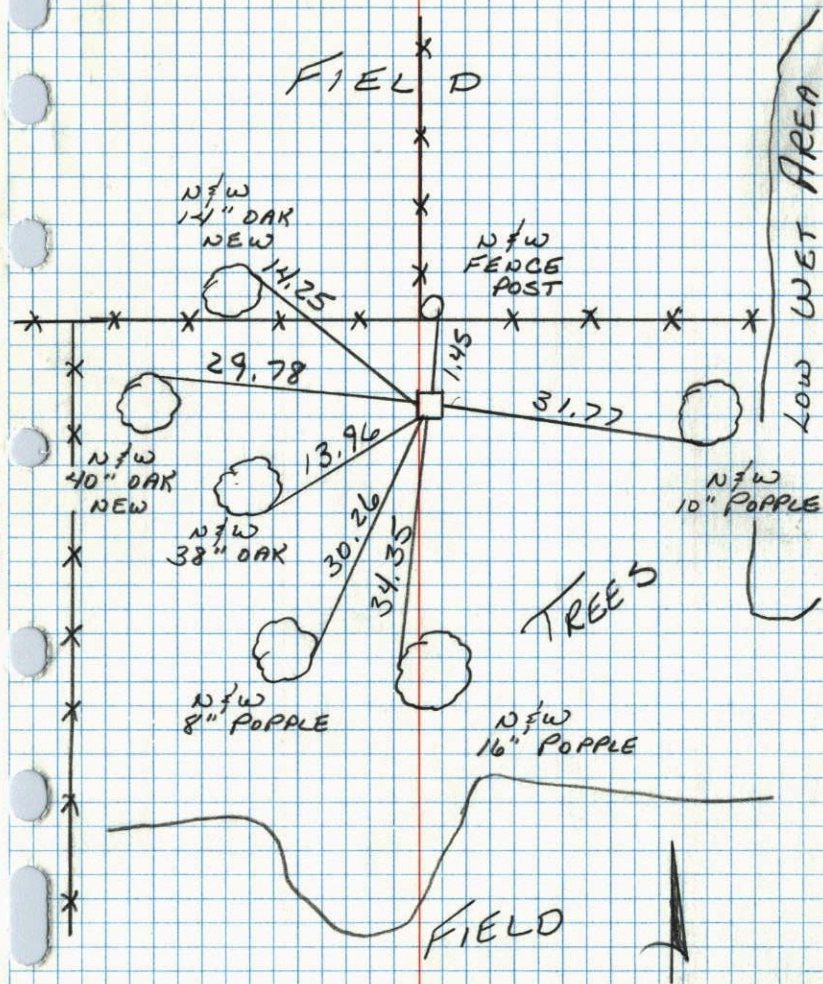 FIELD
N & W
14" OAK
NEW
14.25
N & W
FENCE
POST
1.45
LOW WET AREA
29.78
N & W
40" OAK
NEW
13.96
N & W
38" OAK
31.77
N & W
10" POPPLE
30.26
34.35
TREES
N & W
8" POPPLE
N & W
16" POPPLE
FIELD